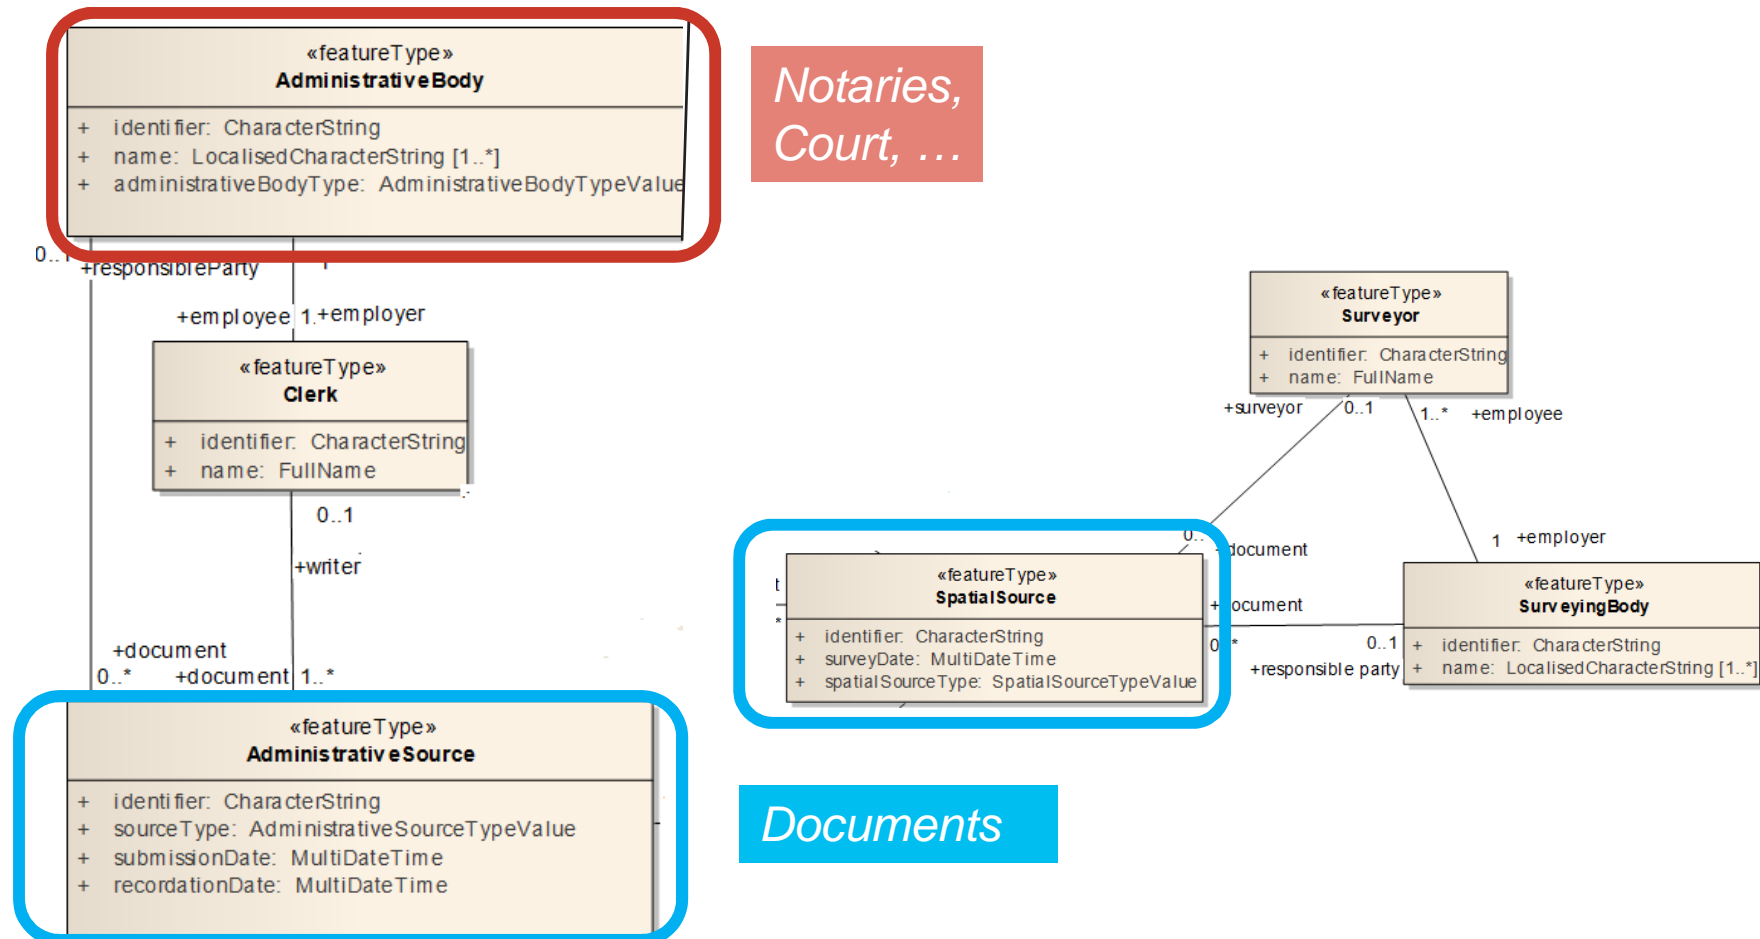 «featureType»
AdministrativeBody
+ identifier: CharacterString
+ name: LocalisedCharacterString [1..*]
+ administrativeBodyType: AdministrativeBodyTypeValue
Notaries,
Court, …
0..1
+responsibleParty
+employee 1.
+employer
«featureType»
Clerk
+ identifier: CharacterString
+ name: FullName
0..1
+writer
+document
0..*
+document 1..*
«featureType»
AdministrativeSource
+ identifier: CharacterString
+ sourceType: AdministrativeSourceTypeValue
+ submissionDate: MultiDateTime
+ recordationDate: MultiDateTime
«featureType»
Surveyor
+ identifier: CharacterString
+ name: FullName
+surveyor 0..1
1..* +employee
0..
+document
1 +employer
«featureType»
SpatialSource
+ identifier: CharacterString
+ surveyDate: MultiDateTime
+ spatialSourceType: SpatialSourceTypeValue
t
*
+document
0..*
0..1
+responsible party
«featureType»
SurveyingBody
+ identifier: CharacterString
+ name: LocalisedCharacterString [1..*]
Documents